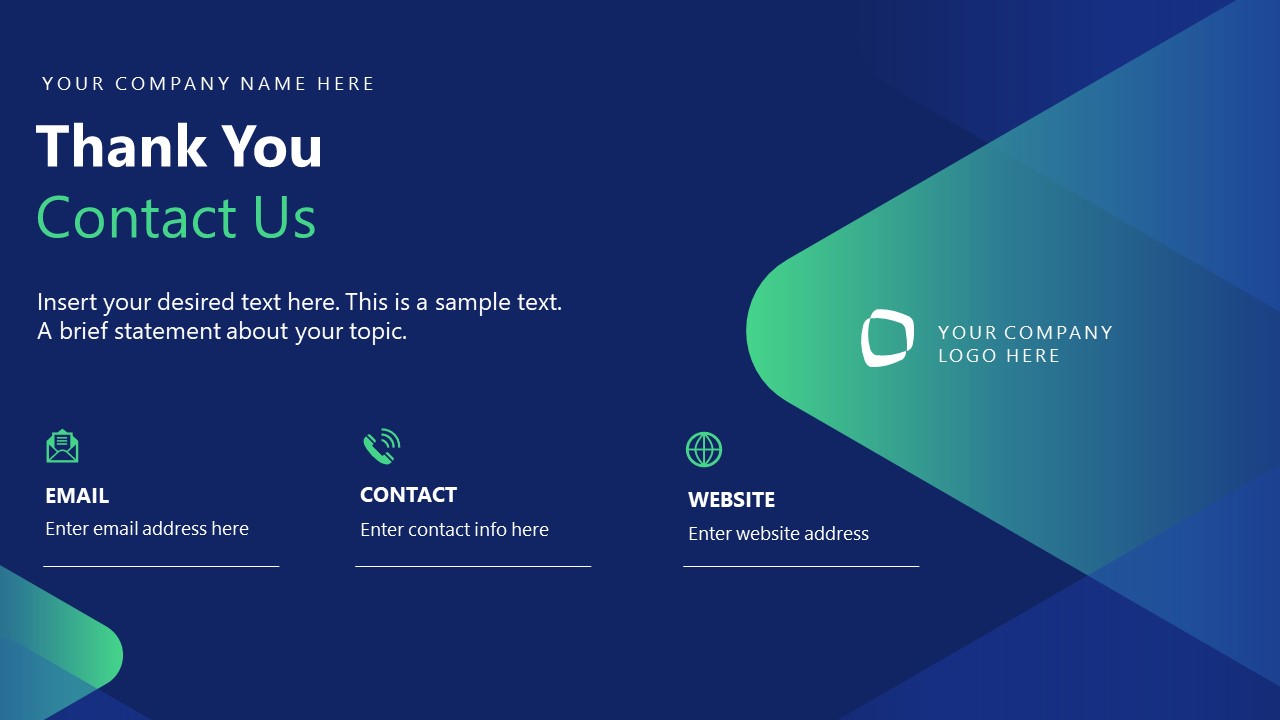 YOUR COMPANY NAME HERE
Thank You
Contact Us
Insert your desired text here. This is a sample text.
A brief statement about your topic.
YOUR COMPANY
LOGO HERE
EMAIL
Enter email address here
CONTACT
Enter contact info here
WEBSITE
Enter website address